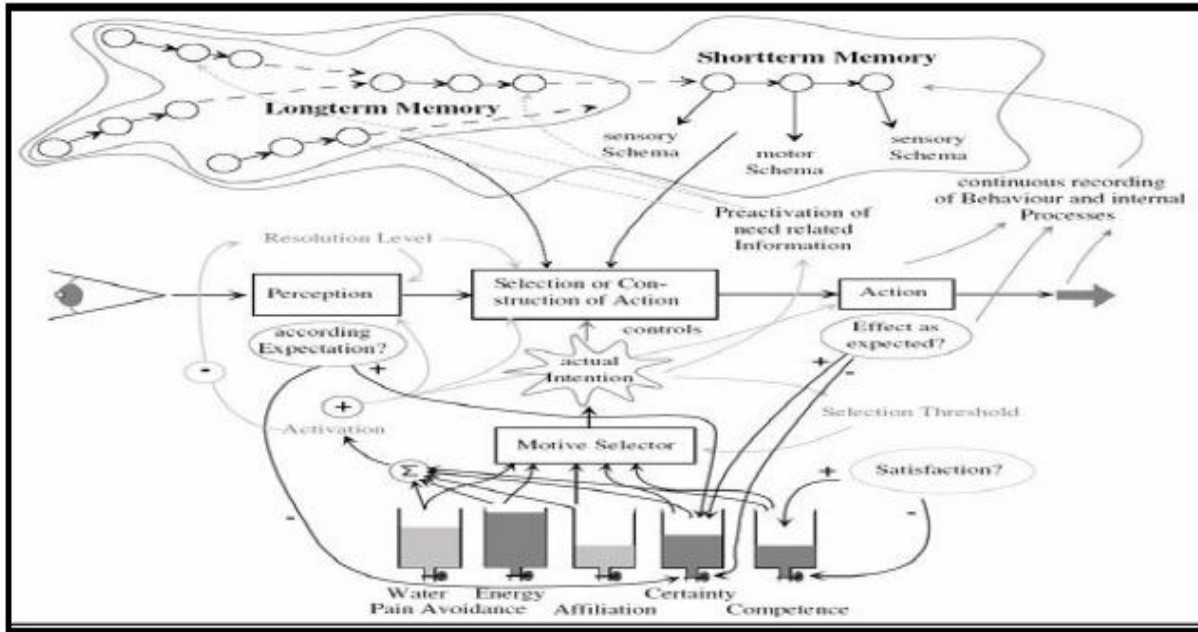 Shortterm Memory
Longterm Memory
sensory
Schema
motor
Schema
sensory
Schema
continuous recording
of Behaviour and internal
Processes
Preactivation of
need related
Information
Resolution Level
Perception
Selection or Con-
struction of Action
Action
controls
according
Expectation?
+
-
actual
Intention
Effect as
expected?
+
-
-
+
Activation
Selection Threshold
Motive Selector
Σ
Satisfaction?
+
-
Water
Energy
Certainty
Pain Avoidance
Affiliation
Competence